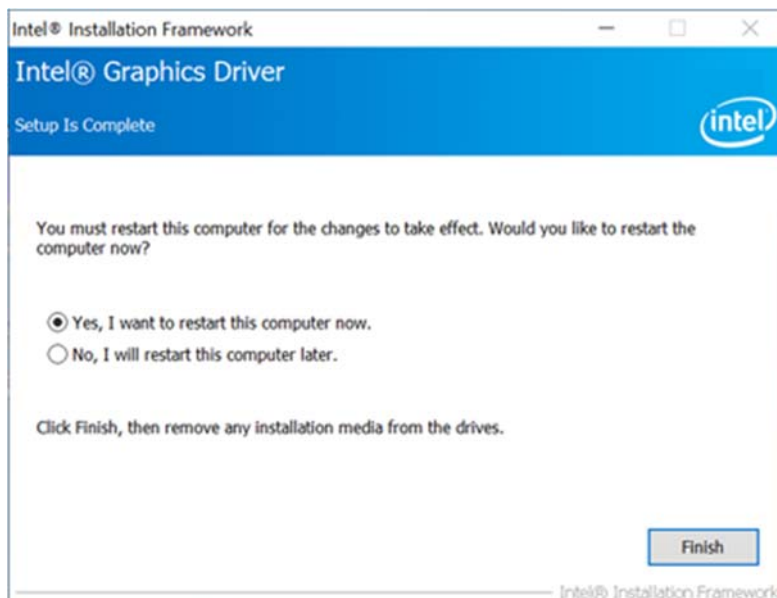 Intel® Installation Framework
Intel® Graphics Driver
Setup Is Complete
intel
You must restart this computer for the changes to take effect. Would you like to restart the
computer now?
Yes, I want to restart this computer now.
No, I will restart this computer later.
Click Finish, then remove any installation media from the drives.
Finish
Intel® Installation Framework